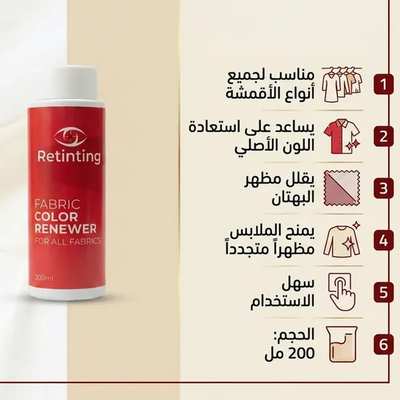 Retinting
FABRIC
COLOR
RENEWER
FOR ALL FABRICS
200ml
1
مناسب لجميع
أنواع الأقمشة
2
يساعد على استعادة
اللون الأصلي
3
يقلل مظهر
البهتان
4
يمنح الملابس
مظهراً متجدداً
5
سهل
الاستخدام
6
الحجم:
200 مل